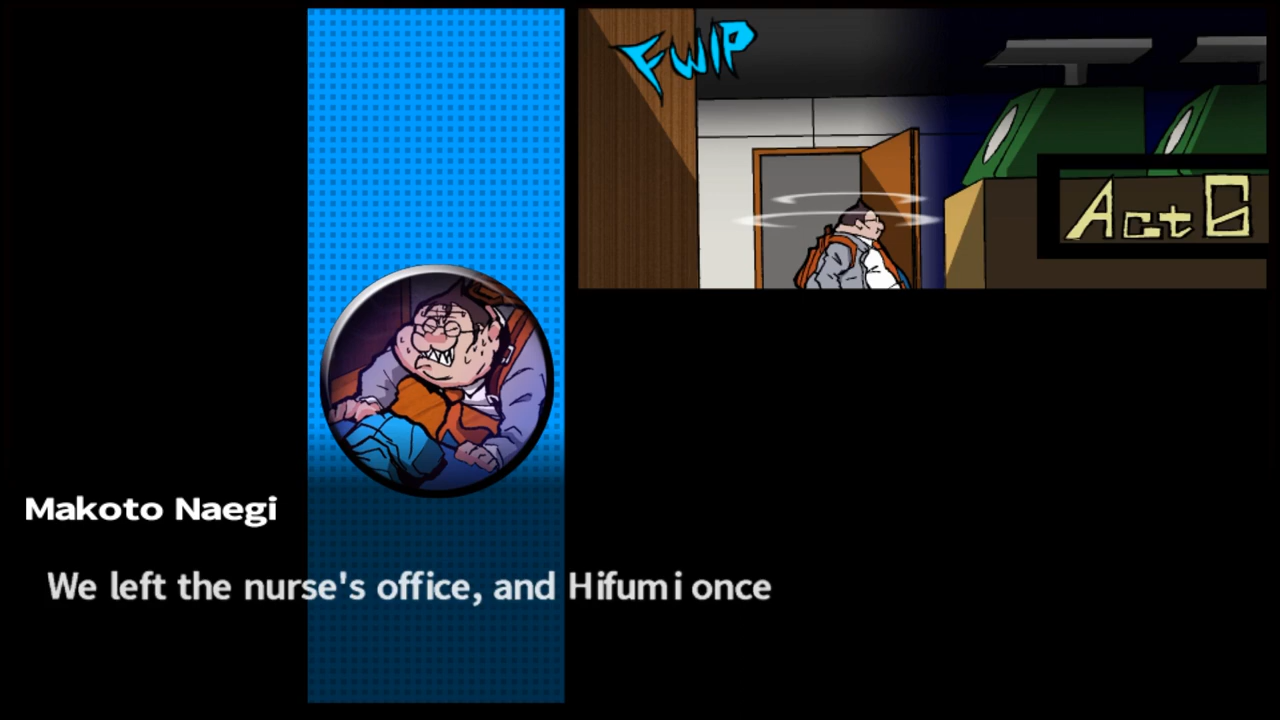 FWIP
Act 6
Makoto Naegi
We left the nurse's office, and Hifumi once